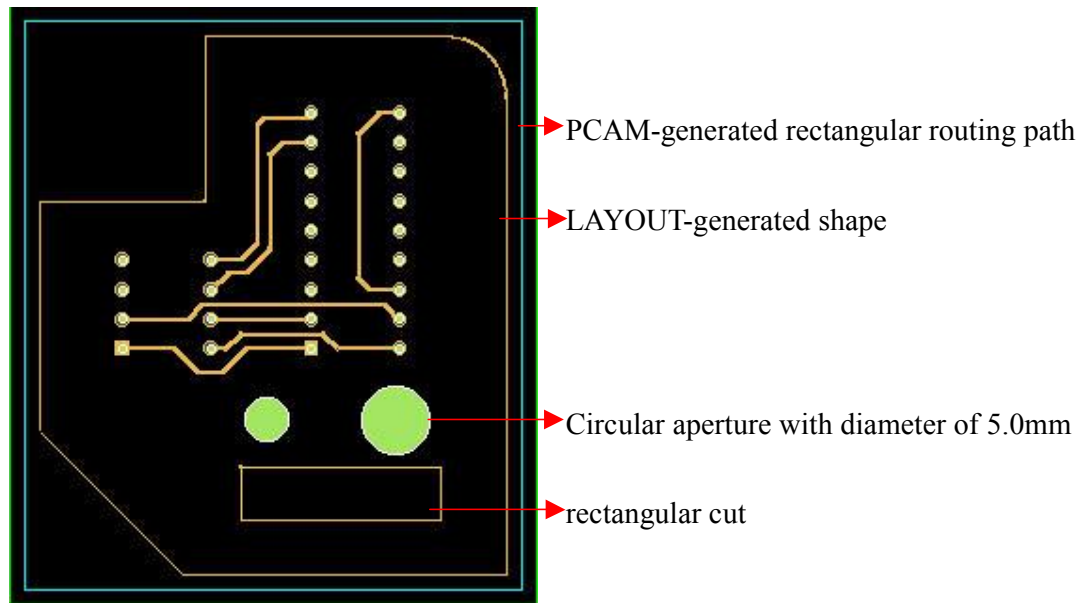 PCAM-generated rectangular routing path
LAYOUT-generated shape
Circular aperture with diameter of 5.0mm
rectangular cut